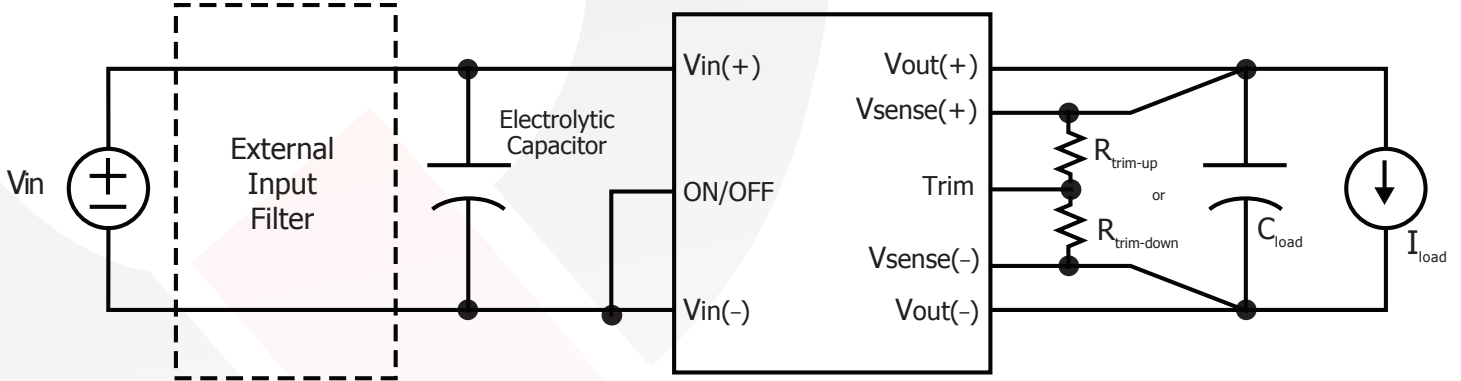 Vin
External
Input
Filter
Electrolytic
Capacitor
Vin(+)
ON/OFF
Vin(−)
Vout(+)
Vsense(+)
Trim
Vsense(−)
Vout(−)
Rtrim-up
or
Rtrim-down
Cload
Iload